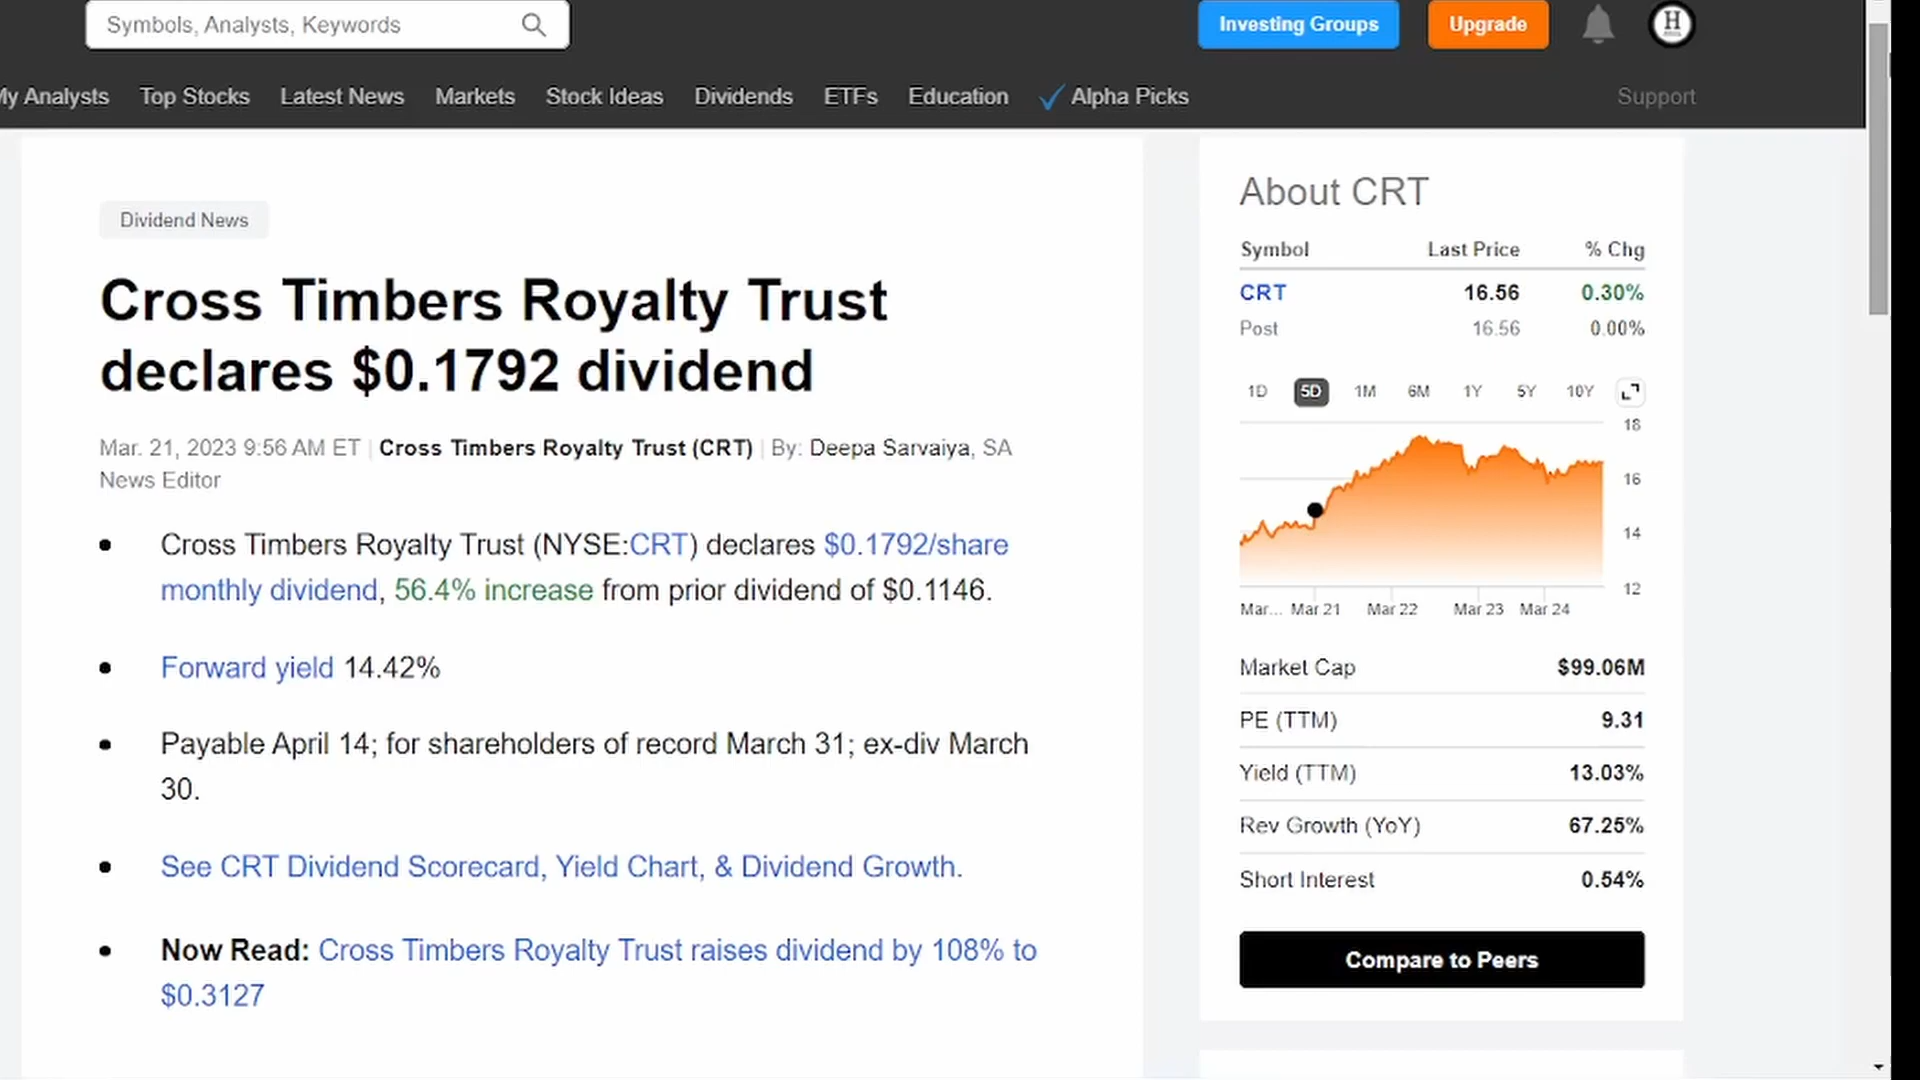 Symbols, Analysts, Keywords
Investing Groups
Upgrade
H
My Analysts Top Stocks Latest News Markets Stock Ideas Dividends ETFs Education Alpha Picks Support
Dividend News
Cross Timbers Royalty Trust
declares $0.1792 dividend
Mar. 21, 2023 9:56 AM ET | Cross Timbers Royalty Trust (CRT) | By: Deepa Sarvaiya, SA
News Editor
Cross Timbers Royalty Trust (NYSE:CRT) declares $0.1792/share
monthly dividend, 56.4% increase from prior dividend of $0.1146.
Forward yield 14.42%
Payable April 14; for shareholders of record March 31; ex-div March
30.
See CRT Dividend Scorecard, Yield Chart, & Dividend Growth.
Now Read: Cross Timbers Royalty Trust raises dividend by 108% to
$0.3127
About CRT
Symbol Last Price % Chg
CRT 16.56 0.30%
Post 16.56 0.00%
1D 5D 1M 6M 1Y 5Y 10Y
18
16
14
12
Mar... Mar 21 Mar 22 Mar 23 Mar 24
Market Cap $99.06M
PE (TTM) 9.31
Yield (TTM) 13.03%
Rev Growth (YoY) 67.25%
Short Interest 0.54%
Compare to Peers